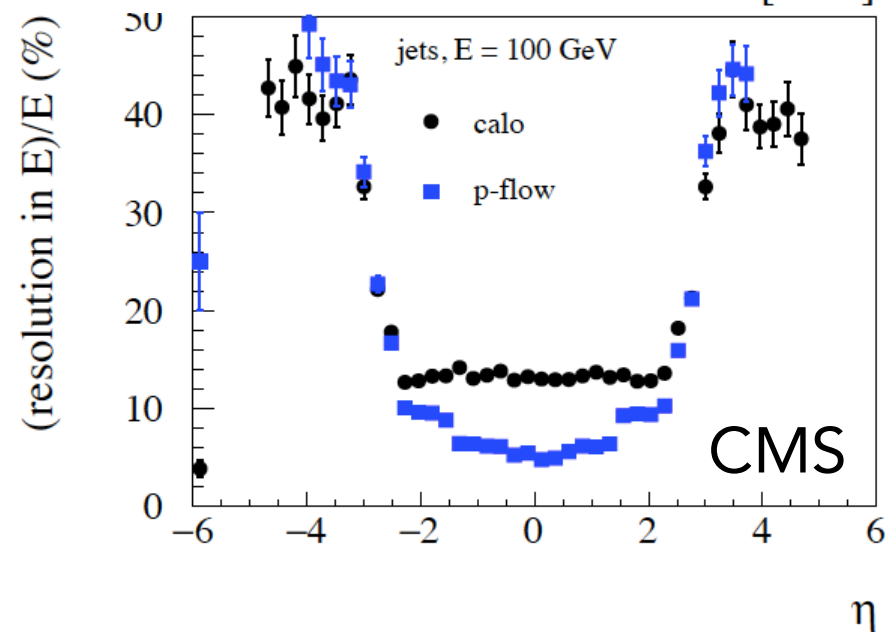 (resolution in E)/E (%)
50
jets, E = 100 GeV
calo
40
p-flow
30
20
10
CMS
0
−6 −4 −2 0 2 4 6
η